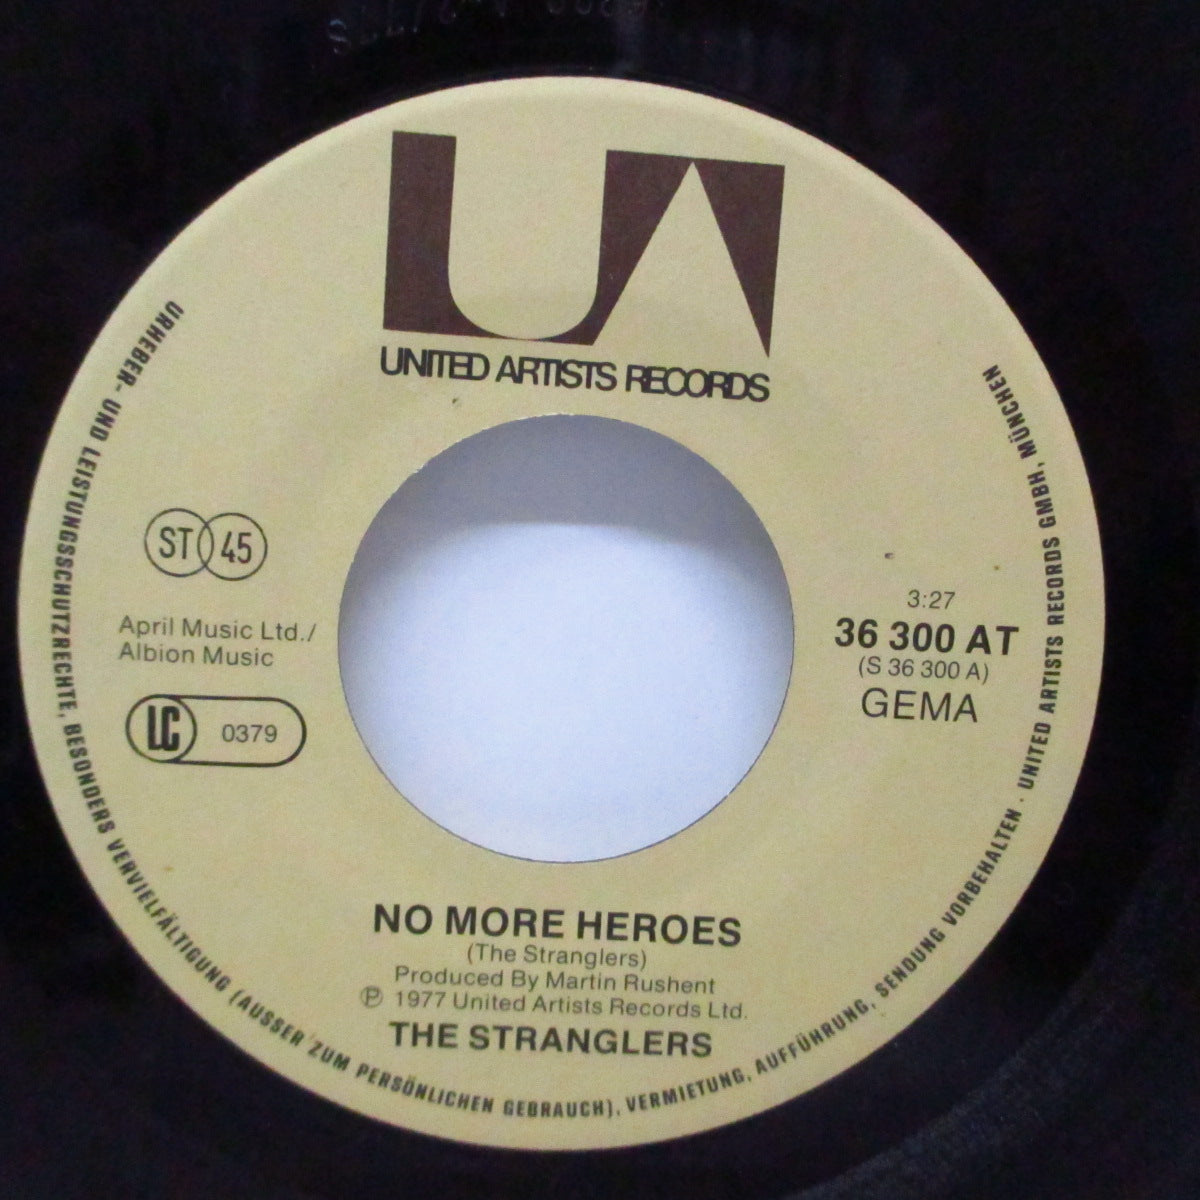 UA
UNITED ARTISTS RECORDS
URHEBER- UND LEISTUNGSSCHUTZRECHTE, BESONDERS VERVIELFÄLTIGUNG (AUSSER ZUM PERSÖNLICHEN GEBRAUCH), VERMIETUNG, AUFFÜHRUNG, SENDUNG VORBEHALTEN · UNITED ARTISTS RECORDS GMBH, MÜNCHEN
ST 45
April Music Ltd./
Albion Music
LC 0379
3:27
36 300 AT
(S 36 300 A)
GEMA
NO MORE HEROES
(The Stranglers)
Produced By Martin Rushent
℗ 1977 United Artists Records Ltd.
THE STRANGLERS